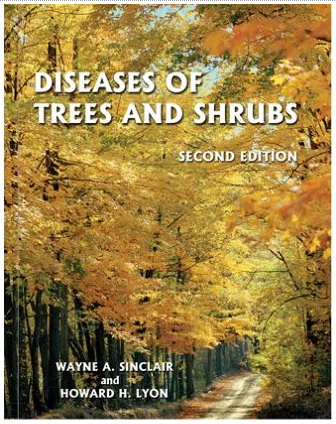 DISEASES OF
TREES AND SHRUBS
SECOND EDITION
WAYNE A. SINCLAIR
and
HOWARD H. LYON